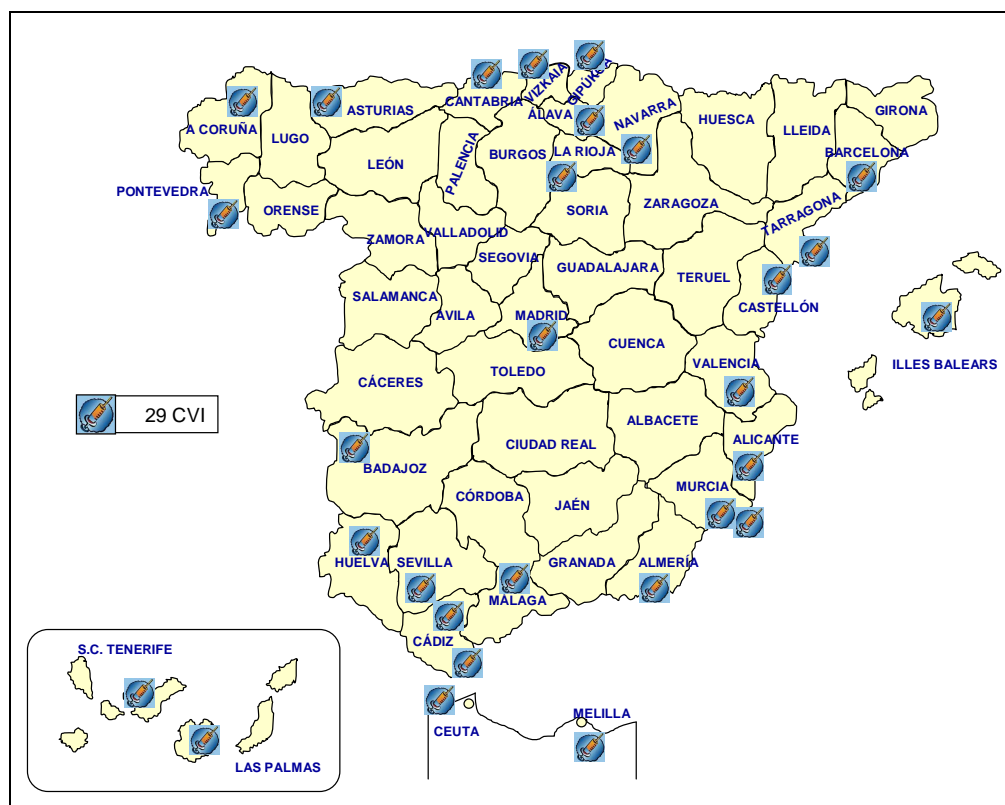 VIZKAIA
GIPÚKOA
CANTABRIA
A CORUÑA
ASTURIAS
LUGO
ÁLAVA
NAVARRA
HUESCA
GIRONA
LLEIDA
BARCELONA
LEÓN
PALENCIA
BURGOS
LA RIOJA
PONTEVEDRA
ORENSE
SORIA
ZARAGOZA
TARRAGONA
ZAMORA
VALLADOLID
SEGOVIA
GUADALAJARA
TERUEL
SALAMANCA
AVILA
MADRID
CASTELLÓN
CUENCA
VALENCIA
ILLES BALEARS
CÁCERES
TOLEDO
29 CVI
ALBACETE
CIUDAD REAL
ALICANTE
BADAJOZ
MURCIA
CÓRDOBA
JAÉN
HUELVA
SEVILLA
GRANADA
ALMERÍA
MÁLAGA
CÁDIZ
S.C. TENERIFE
MELILLA
CEUTA
LAS PALMAS